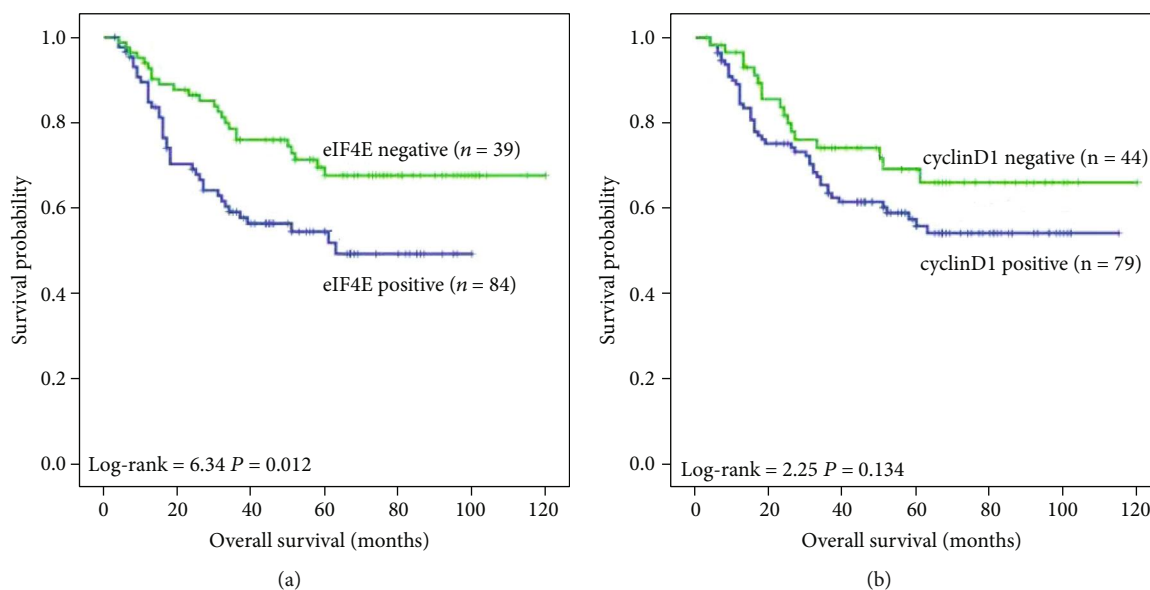 1.0
0.8
0.6
0.4
0.2
0.0
Survival probability
eIF4E negative (n = 39)
eIF4E positive (n = 84)
Log-rank = 6.34 P = 0.012
0 20 40 60 80 100 120
Overall survival (months)
(a)
1.0
0.8
0.6
0.4
0.2
0.0
Survival probability
cyclinD1 negative (n = 44)
cyclinD1 positive (n = 79)
Log-rank = 2.25 P = 0.134
0 20 40 60 80 100 120
Overall survival (months)
(b)